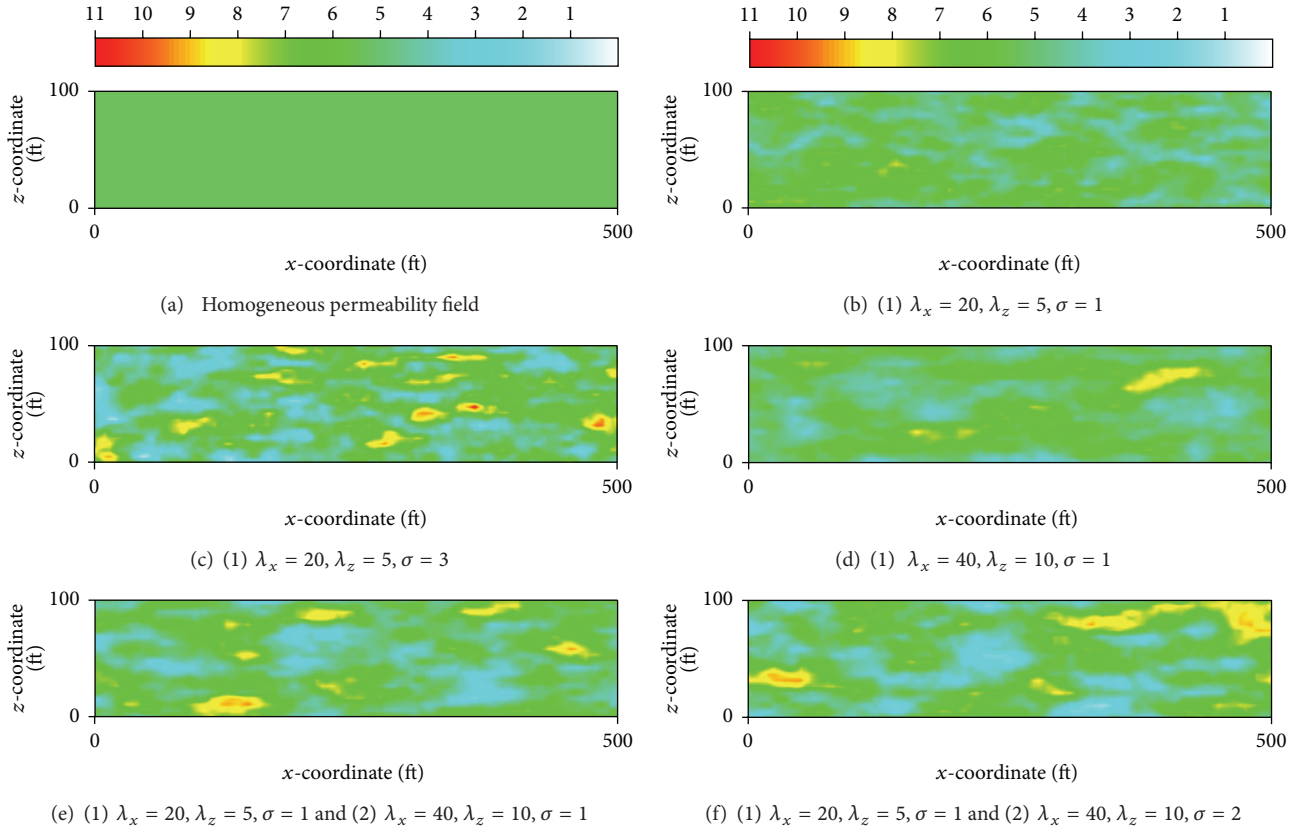 11 10 9 8 7 6 5 4 3 2 1
100
0
z-coordinate
(ft)
0 500
x-coordinate (ft)
(a) Homogeneous permeability field
11 10 9 8 7 6 5 4 3 2 1
100
0
z-coordinate
(ft)
0 500
x-coordinate (ft)
(b) (1) λx = 20, λz = 5, σ = 1
100
0
z-coordinate
(ft)
0 500
x-coordinate (ft)
(c) (1) λx = 20, λz = 5, σ = 3
100
0
z-coordinate
(ft)
0 500
x-coordinate (ft)
(d) (1) λx = 40, λz = 10, σ = 1
100
0
z-coordinate
(ft)
0 500
x-coordinate (ft)
(e) (1) λx = 20, λz = 5, σ = 1 and (2) λx = 40, λz = 10, σ = 1
100
0
z-coordinate
(ft)
0 500
x-coordinate (ft)
(f) (1) λx = 20, λz = 5, σ = 1 and (2) λx = 40, λz = 10, σ = 2